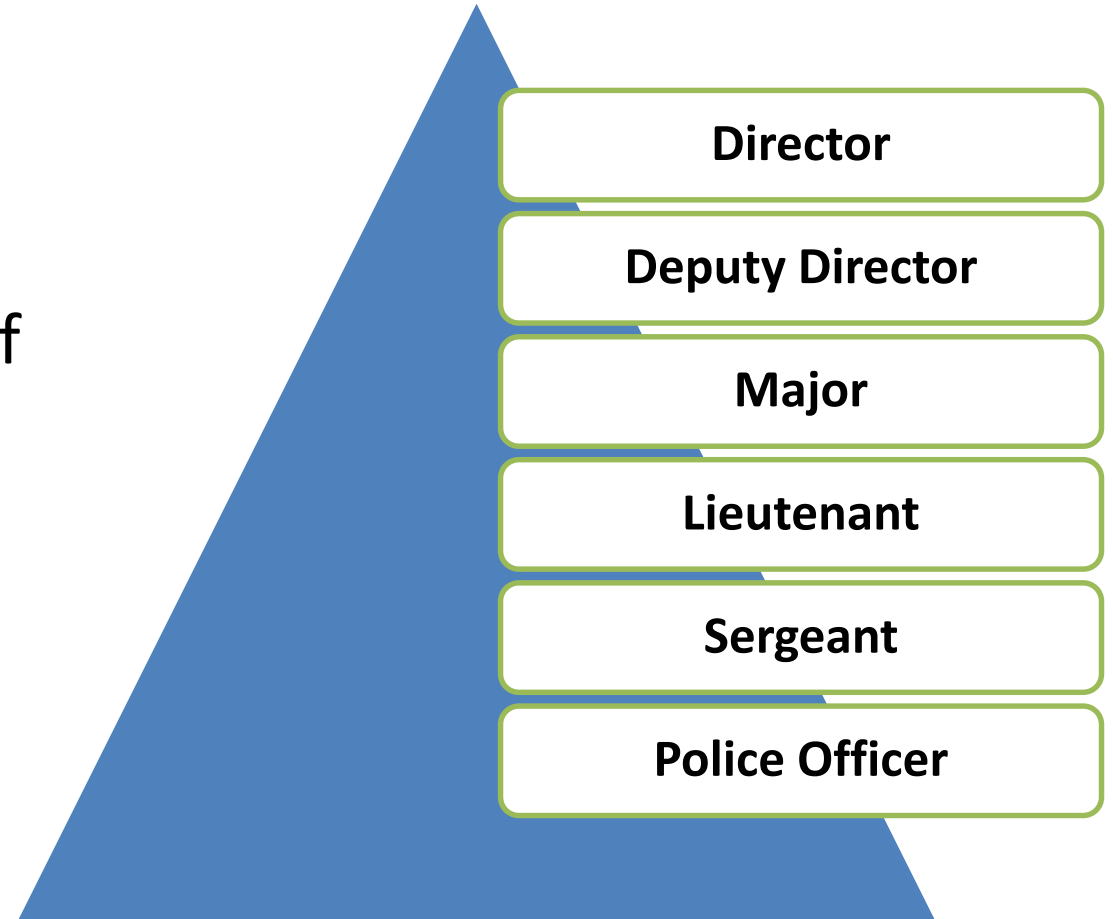 f
Director
Deputy Director
Major
Lieutenant
Sergeant
Police Officer